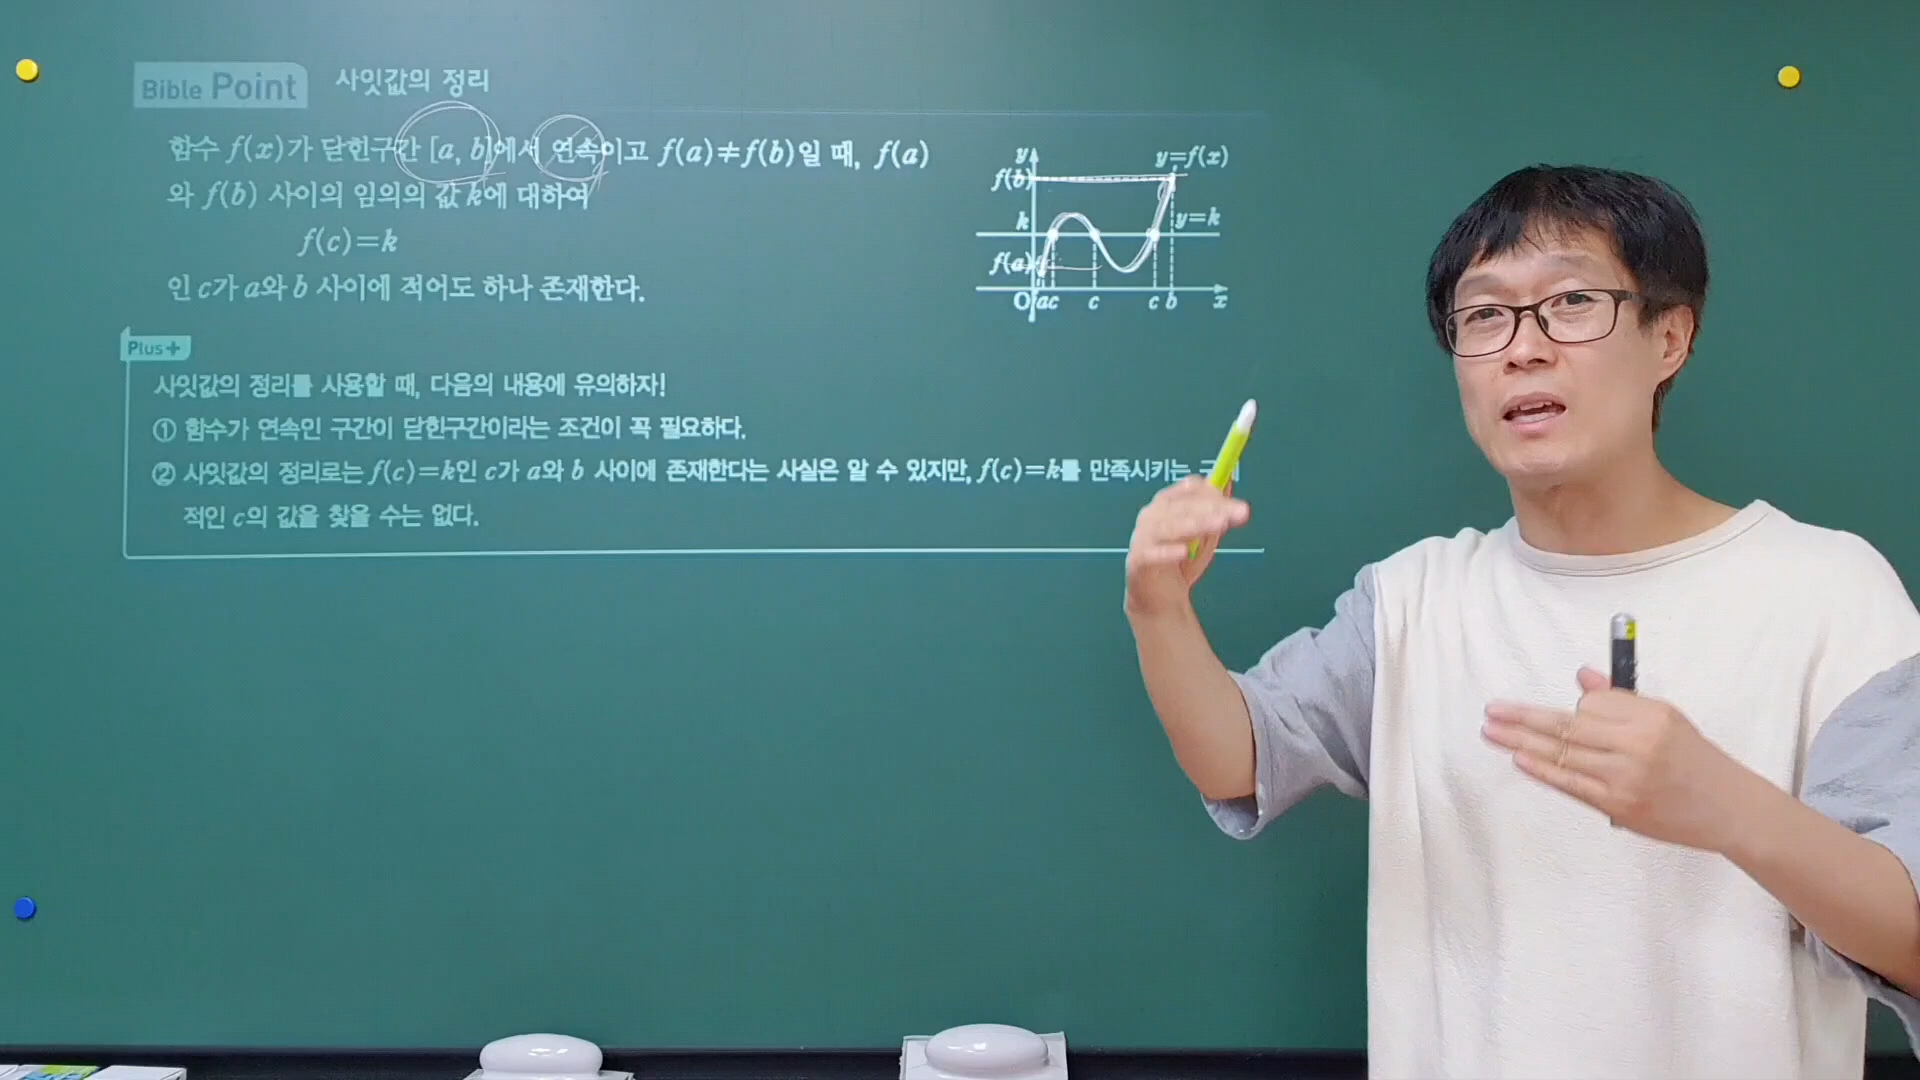 Bible Point 사잇값의 정리
함수 f(x)가 닫힌구간 [a, b]에서 연속이고 f(a)≠f(b)일 때, f(a)
와 f(b) 사이의 임의의 값 k에 대하여
f(c)=k
인 c가 a와 b 사이에 적어도 하나 존재한다.
y
y=f(x)
f(b)
k
y=k
f(a)
O a c c c b x
Plus+
사잇값의 정리를 사용할 때, 다음의 내용에 유의하자!
① 함수가 연속인 구간이 닫힌구간이라는 조건이 꼭 필요하다.
② 사잇값의 정리로는 f(c)=k인 c가 a와 b 사이에 존재한다는 사실은 알 수 있지만, f(c)=k를 만족시키는
적인 c의 값을 찾을 수는 없다.